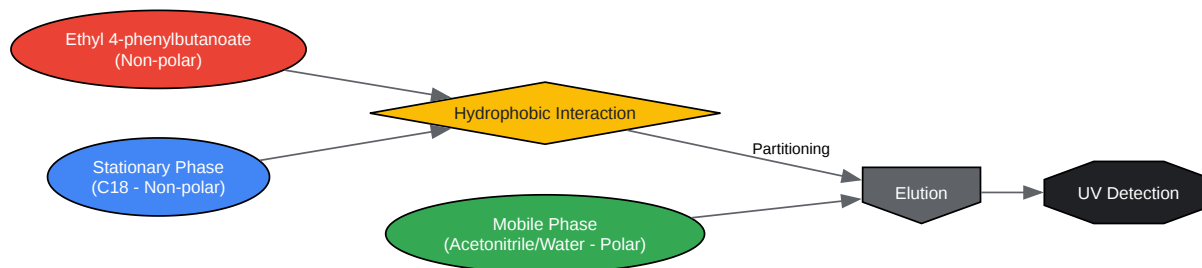 Ethyl 4-phenylbutanoate
(Non-polar)
Hydrophobic Interaction
Stationary Phase
(C18 - Non-polar)
Partitioning
Mobile Phase
(Acetonitrile/Water - Polar)
Elution
UV Detection